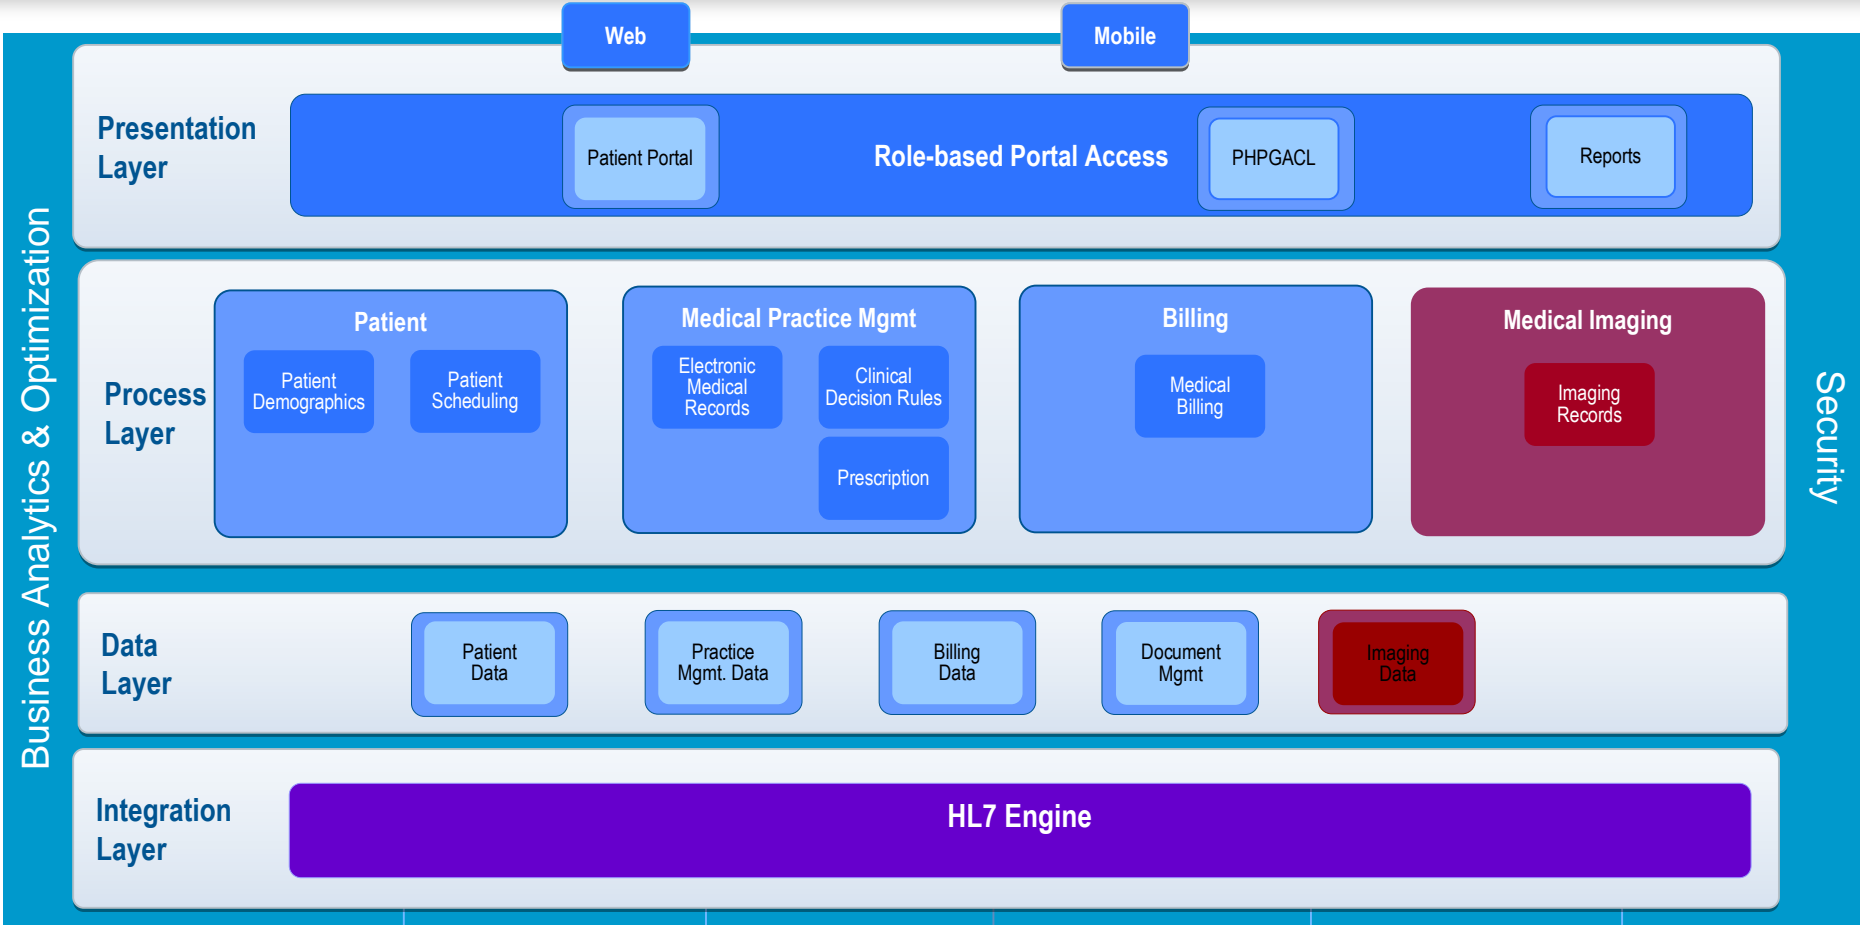 Web
Mobile
Presentation
Layer
Patient Portal
Role-based Portal Access
PHPGACL
Reports
Business Analytics & Optimization
Security
Process
Layer
Patient
Patient
Demographics
Patient
Scheduling
Medical Practice Mgmt
Electronic
Medical
Records
Clinical
Decision Rules
Prescription
Billing
Medical
Billing
Medical Imaging
Imaging
Records
Data
Layer
Patient
Data
Practice
Mgmt. Data
Billing
Data
Document
Mgmt
Imaging
Data
Integration
Layer
HL7 Engine